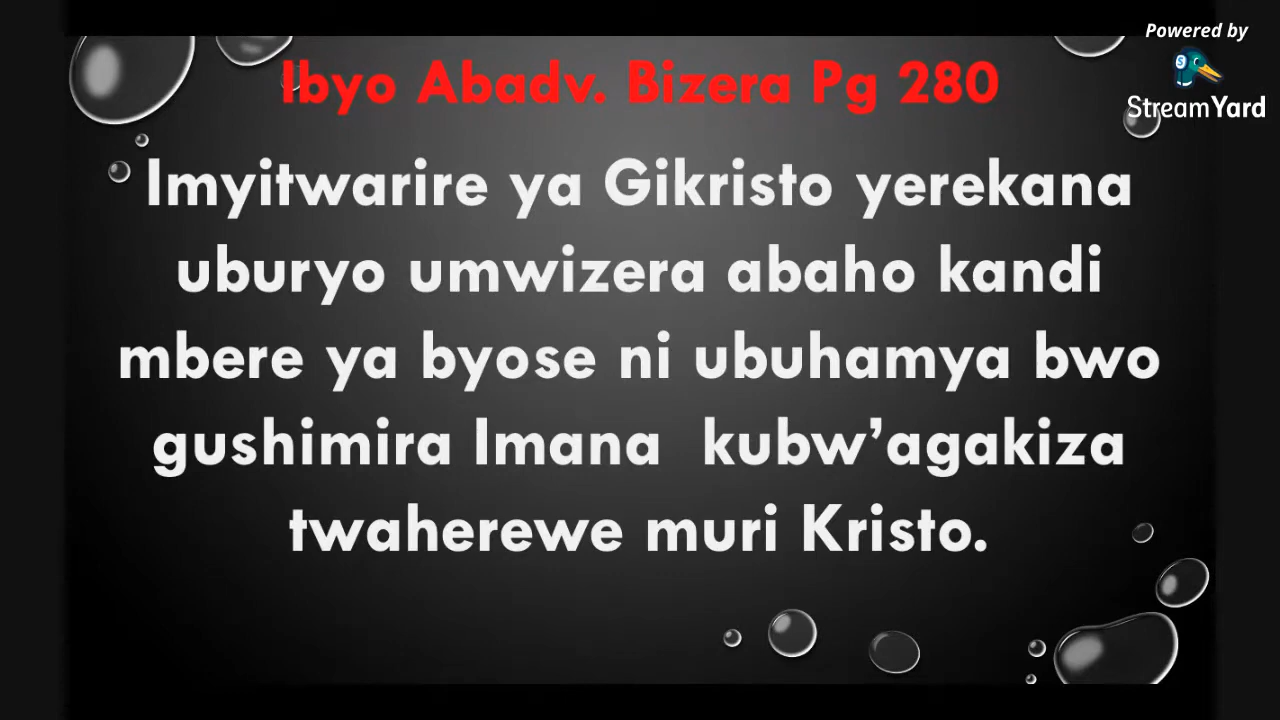 Powered by
StreamYard
Ibyo Abadv. Bizera Pg 280
Imyitwarire ya Gikristo yerekana
uburyo umwizera abaho kandi
mbere ya byose ni ubuhamya bwo
gushimira Imana kubw’agakiza
twaherewe muri Kristo.